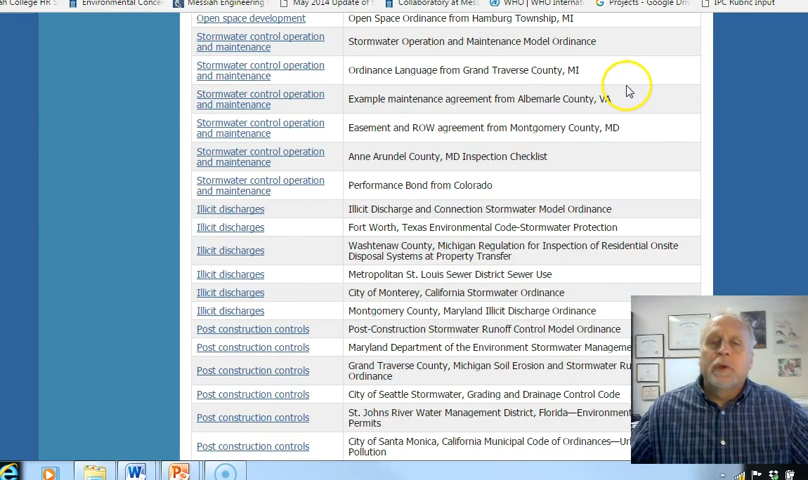 an College HR S
Environmental Concer
Messiah Engineering
May 2014 Update of
Collaboratory at Mess
WHO | WHO Internati
Projects - Google Driv
IPC Rubric Input
Open space development
Open Space Ordinance from Hamburg Township, MI
Stormwater control operation
and maintenance
Stormwater Operation and Maintenance Model Ordinance
Stormwater control operation
and maintenance
Ordinance Language from Grand Traverse County, MI
Stormwater control operation
and maintenance
Example maintenance agreement from Albemarle County, VA
Stormwater control operation
and maintenance
Easement and ROW agreement from Montgomery County, MD
Stormwater control operation
and maintenance
Anne Arundel County, MD Inspection Checklist
Stormwater control operation
and maintenance
Performance Bond from Colorado
Illicit discharges
Illicit Discharge and Connection Stormwater Model Ordinance
Illicit discharges
Fort Worth, Texas Environmental Code-Stormwater Protection
Illicit discharges
Washtenaw County, Michigan Regulation for Inspection of Residential Onsite
Disposal Systems at Property Transfer
Illicit discharges
Metropolitan St. Louis Sewer District Sewer Use
Illicit discharges
City of Monterey, California Stormwater Ordinance
Illicit discharges
Montgomery County, Maryland Illicit Discharge Ordinance
Post construction controls
Post-Construction Stormwater Runoff Control Model Ordinance
Post construction controls
Maryland Department of the Environment Stormwater Manageme
Post construction controls
Grand Traverse County, Michigan Soil Erosion and Stormwater Ru
Ordinance
Post construction controls
City of Seattle Stormwater, Grading and Drainage Control Code
Post construction controls
St. Johns River Water Management District, Florida—Environment
Permits
Post construction controls
City of Santa Monica, California Municipal Code of Ordinances—Ur
Pollution